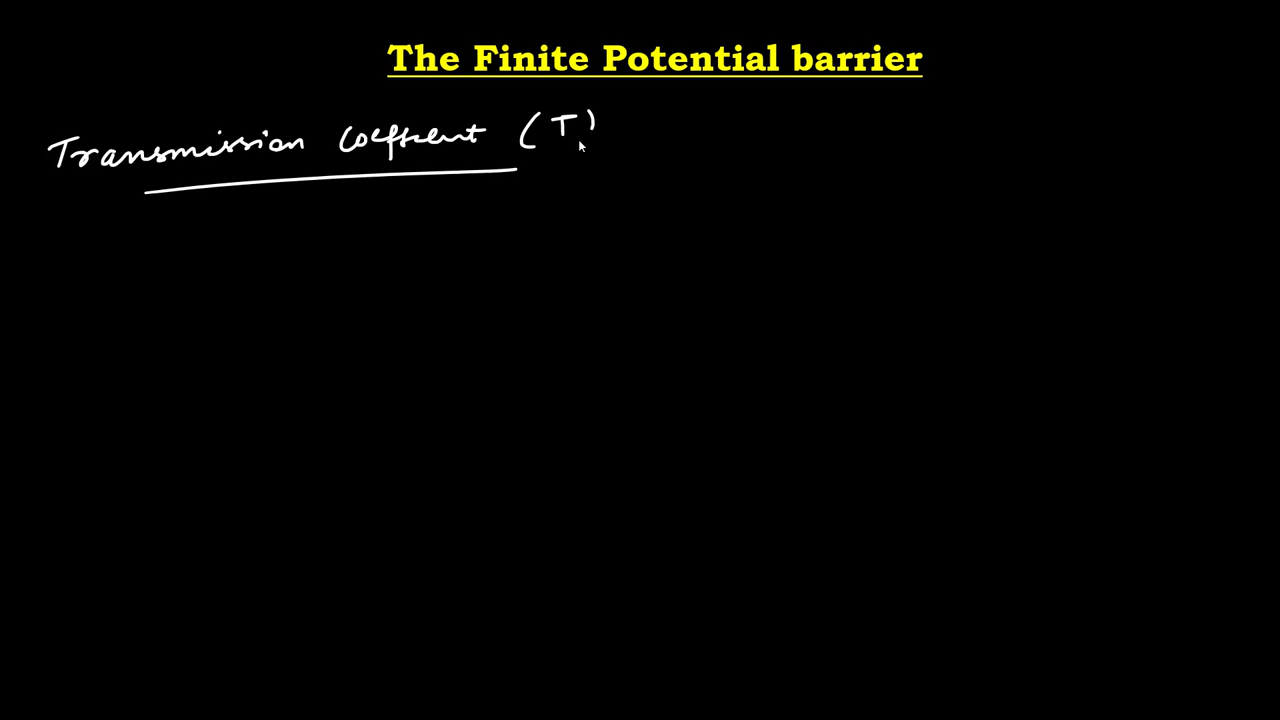 The Finite Potential barrier
Transmission Coefficient (T)